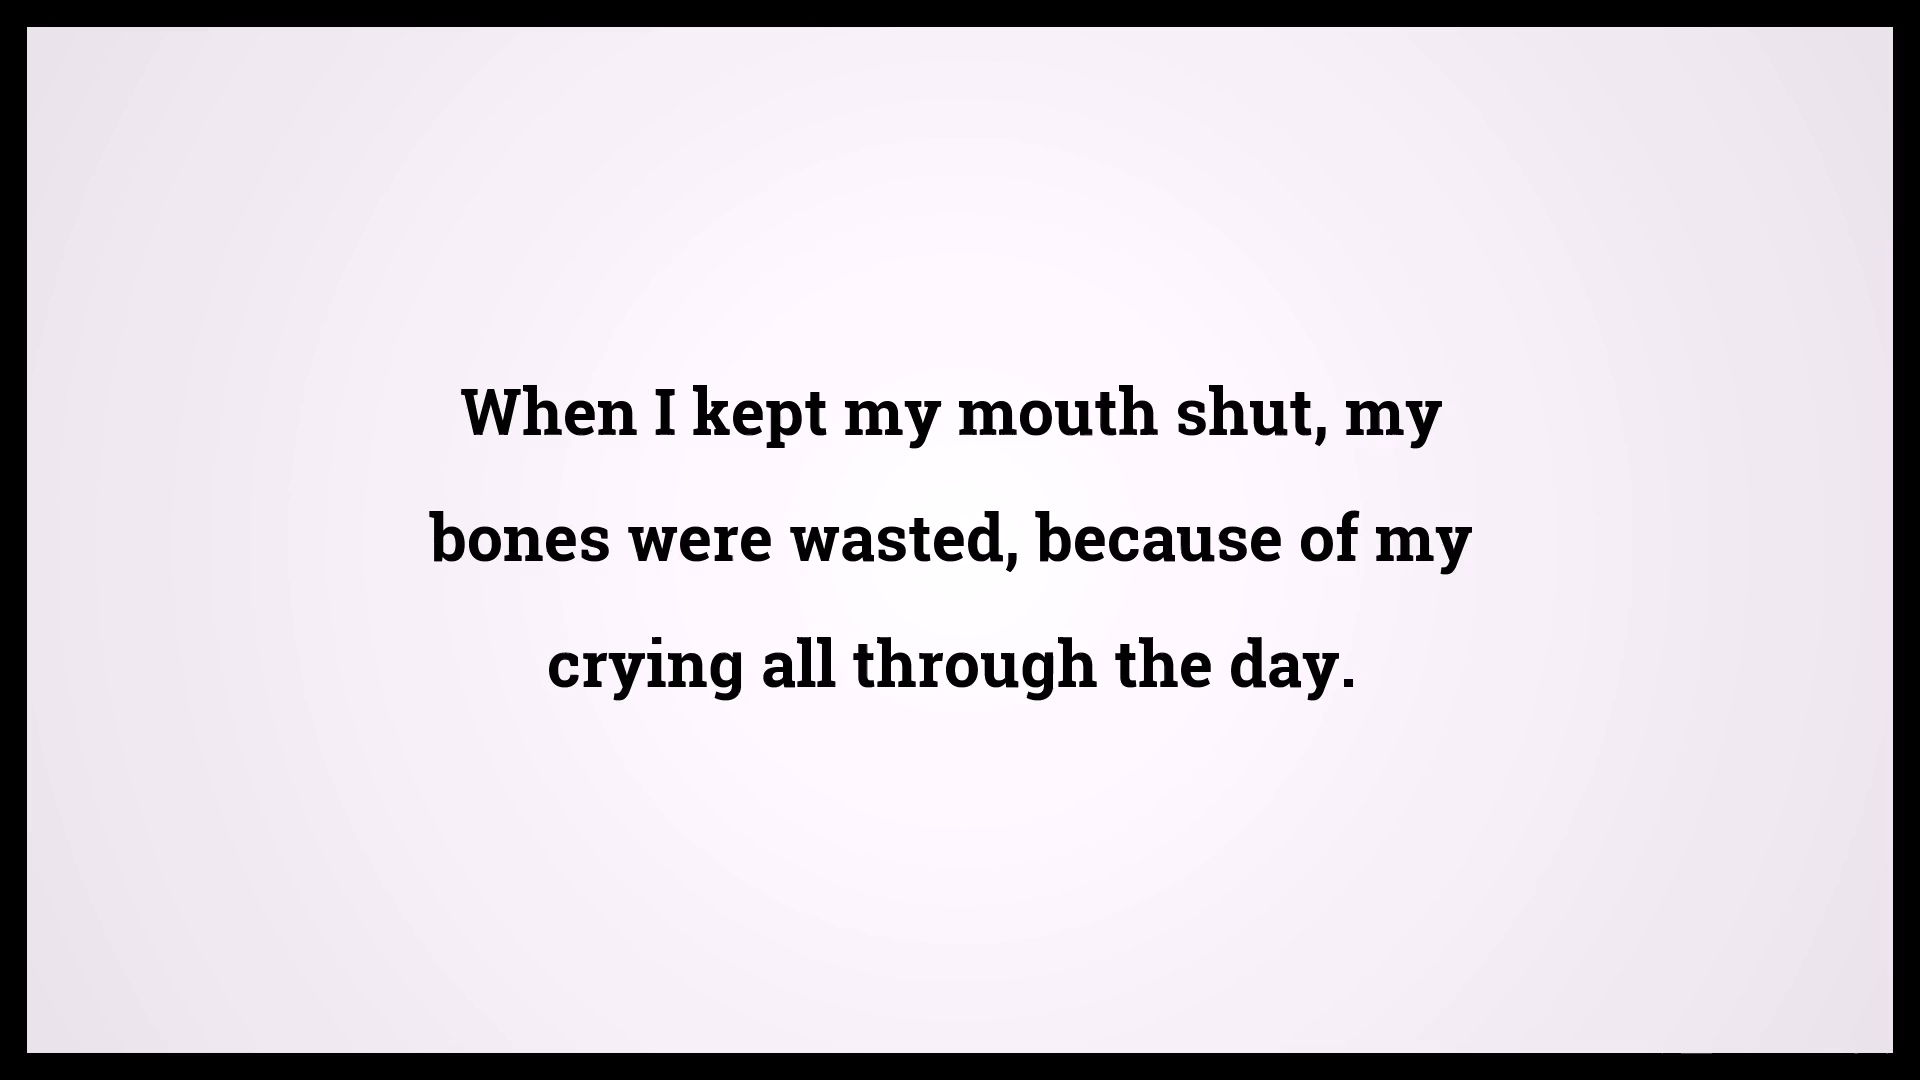 When I kept my mouth shut, my
bones were wasted, because of my
crying all through the day.